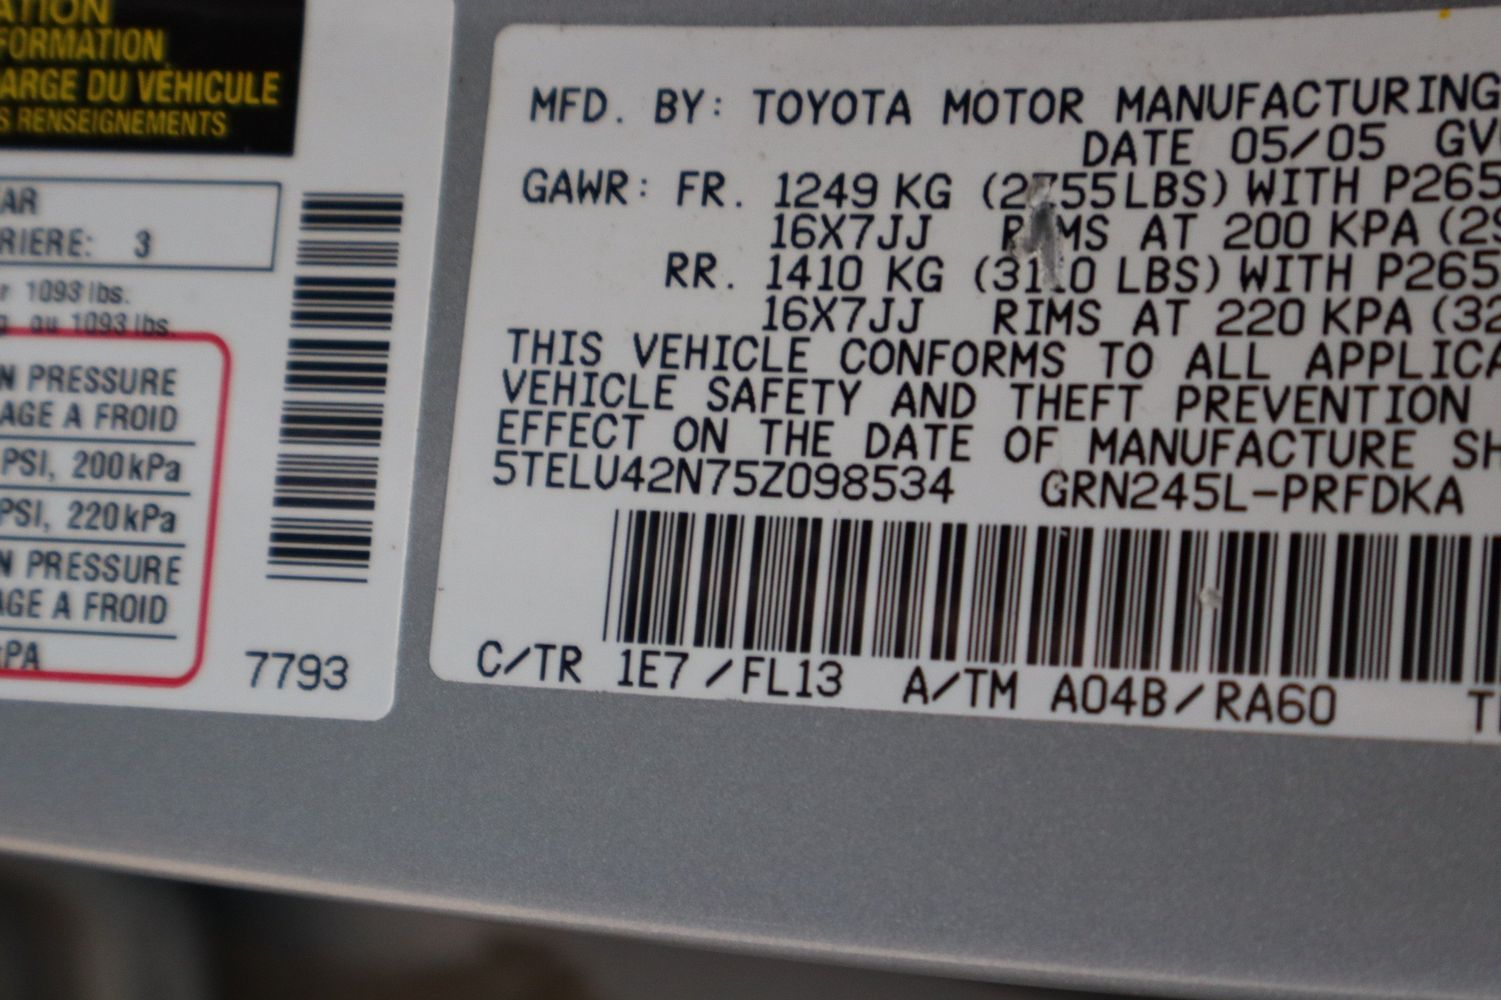 ATION
FORMATION
ARGE DU VÉHICULE
S RENSEIGNEMENTS
AR
RIERE: 3
1093 lbs.
ou 1093 lbs.
N PRESSURE
AGE A FROID
PSI, 200kPa
PSI, 220kPa
N PRESSURE
AGE A FROID
PA
7793
MFD. BY: TOYOTA MOTOR MANUFACTURING
DATE 05/05 GV
GAWR: FR. 1249 KG (2755LBS) WITH P265
16X7JJ RIMS AT 200 KPA (29
RR. 1410 KG (3110 LBS) WITH P265
16X7JJ RIMS AT 220 KPA (32
THIS VEHICLE CONFORMS TO ALL APPLICA
VEHICLE SAFETY AND THEFT PREVENTION
EFFECT ON THE DATE OF MANUFACTURE SH
5TELU42N75Z098534 GRN245L-PRFDKA
C/TR 1E7 /FL13 A/TM A04B/RA60